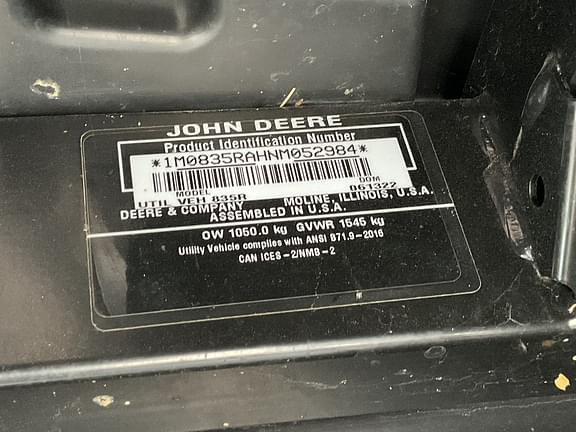 JOHN DEERE
Product Identification Number
*1M0835RAHNM052984*
MODEL DOM
UTIL VEH 835R 061322
DEERE & COMPANY MOLINE, ILLINOIS, U.S.A.
ASSEMBLED IN U.S.A.
OW 1050.0 kg GVWR 1545 kg
Utility Vehicle complies with ANSI B71.9-2016
CAN ICES-2/NMB-2